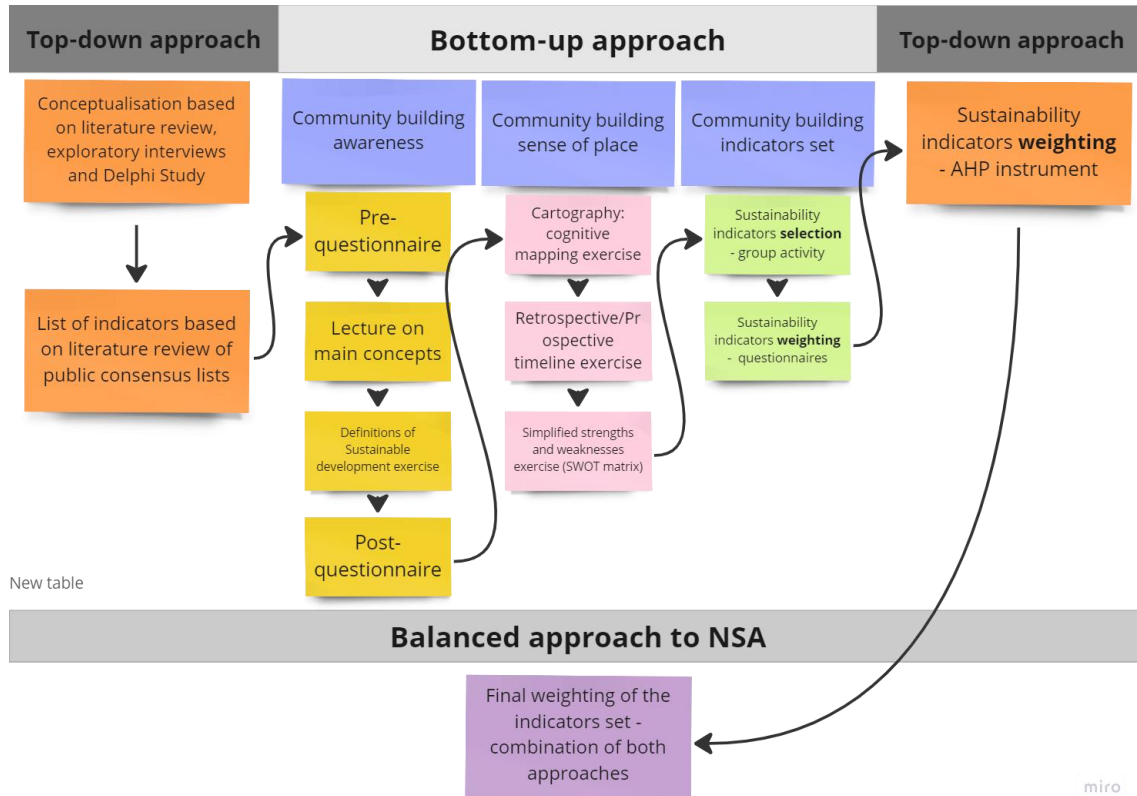 Top-down approach
Bottom-up approach
Top-down approach
Conceptualisation based
on literature review,
exploratory interviews
and Delphi Study
List of indicators based
on literature review of
public consensus lists
Community building
awareness
Pre-
questionnaire
Lecture on
main concepts
Definitions of
Sustainable
development exercise
Post-
questionnaire
Community building
sense of place
Cartography:
cognitive
mapping exercise
Retrospective/Pr
ospective
timeline exercise
Simplified strengths
and weaknesses
exercise (SWOT matrix)
Community building
indicators set
Sustainability
indicators selection
- group activity
Sustainability
indicators weighting
- questionnaires
Sustainability
indicators weighting
- AHP instrument
New table
Balanced approach to NSA
Final weighting of the
indicators set -
combination of both
approaches
miro